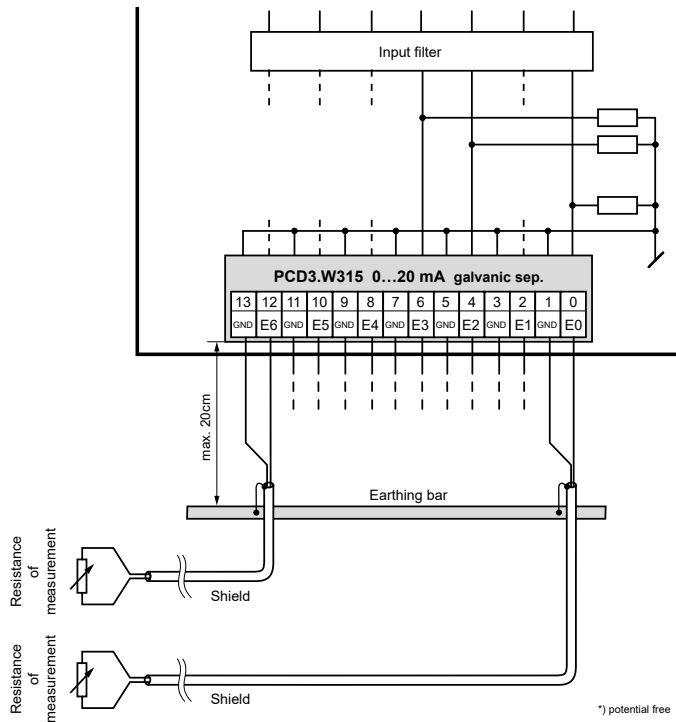 Input filter
PCD3.W315 0…20 mA galvanic sep.
13 12 11 10 9 8 7 6 5 4 3 2 1 0
GND E6 GND E5 GND E4 GND E3 GND E2 GND E1 GND E0
max. 20cm
Earthing bar
Resistance
of
measurement
Shield
Resistance
of
measurement
Shield
*) potential free